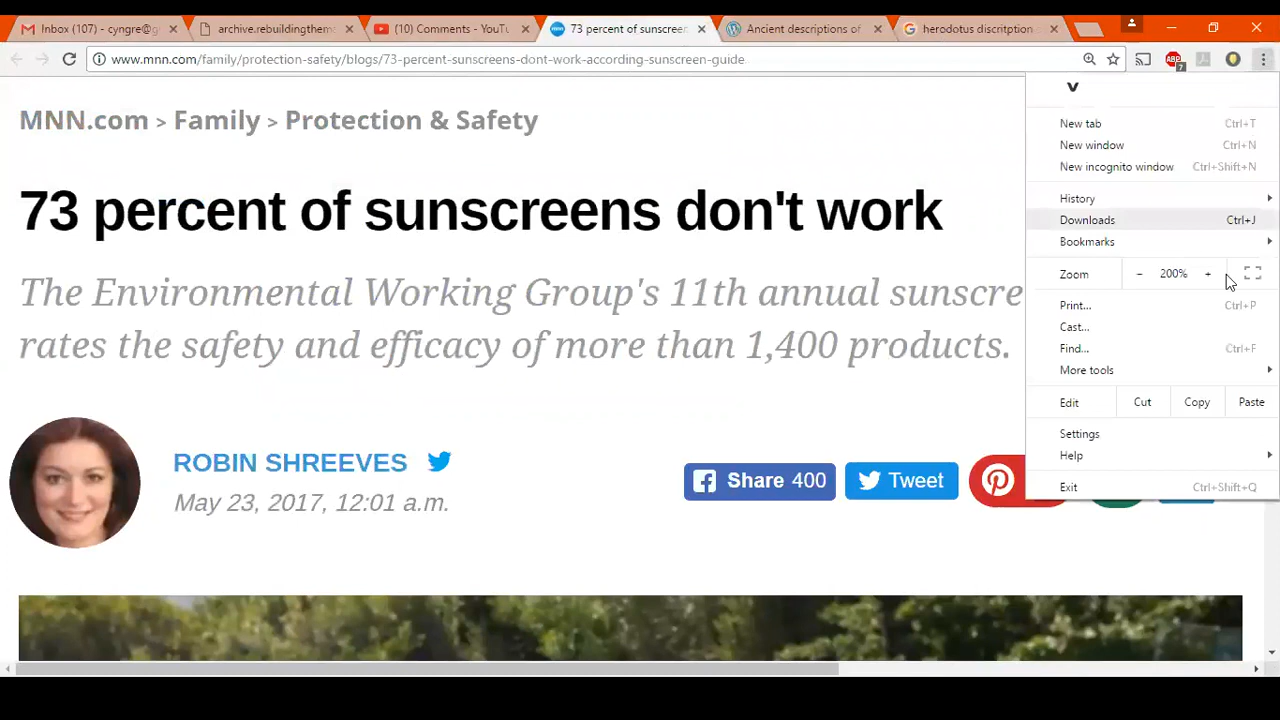 Inbox (107) - cyngre@g
archive.rebuildingthem
(10) Comments - YouTu
73 percent of sunscree
Ancient descriptions of
herodotus discritption
www.mnn.com/family/protection-safety/blogs/73-percent-sunscreens-dont-work-according-sunscreen-guide
ABP
7
MNN.com > Family > Protection & Safety
73 percent of sunscreens don't work
The Environmental Working Group's 11th annual sunscre
rates the safety and efficacy of more than 1,400 products.
ROBIN SHREEVES
May 23, 2017, 12:01 a.m.
Share 400
Tweet
New tab Ctrl+T
New window Ctrl+N
New incognito window Ctrl+Shift+N
History
Downloads Ctrl+J
Bookmarks
Zoom - 200% +
Print... Ctrl+P
Cast...
Find... Ctrl+F
More tools
Edit Cut Copy Paste
Settings
Help
Exit Ctrl+Shift+Q